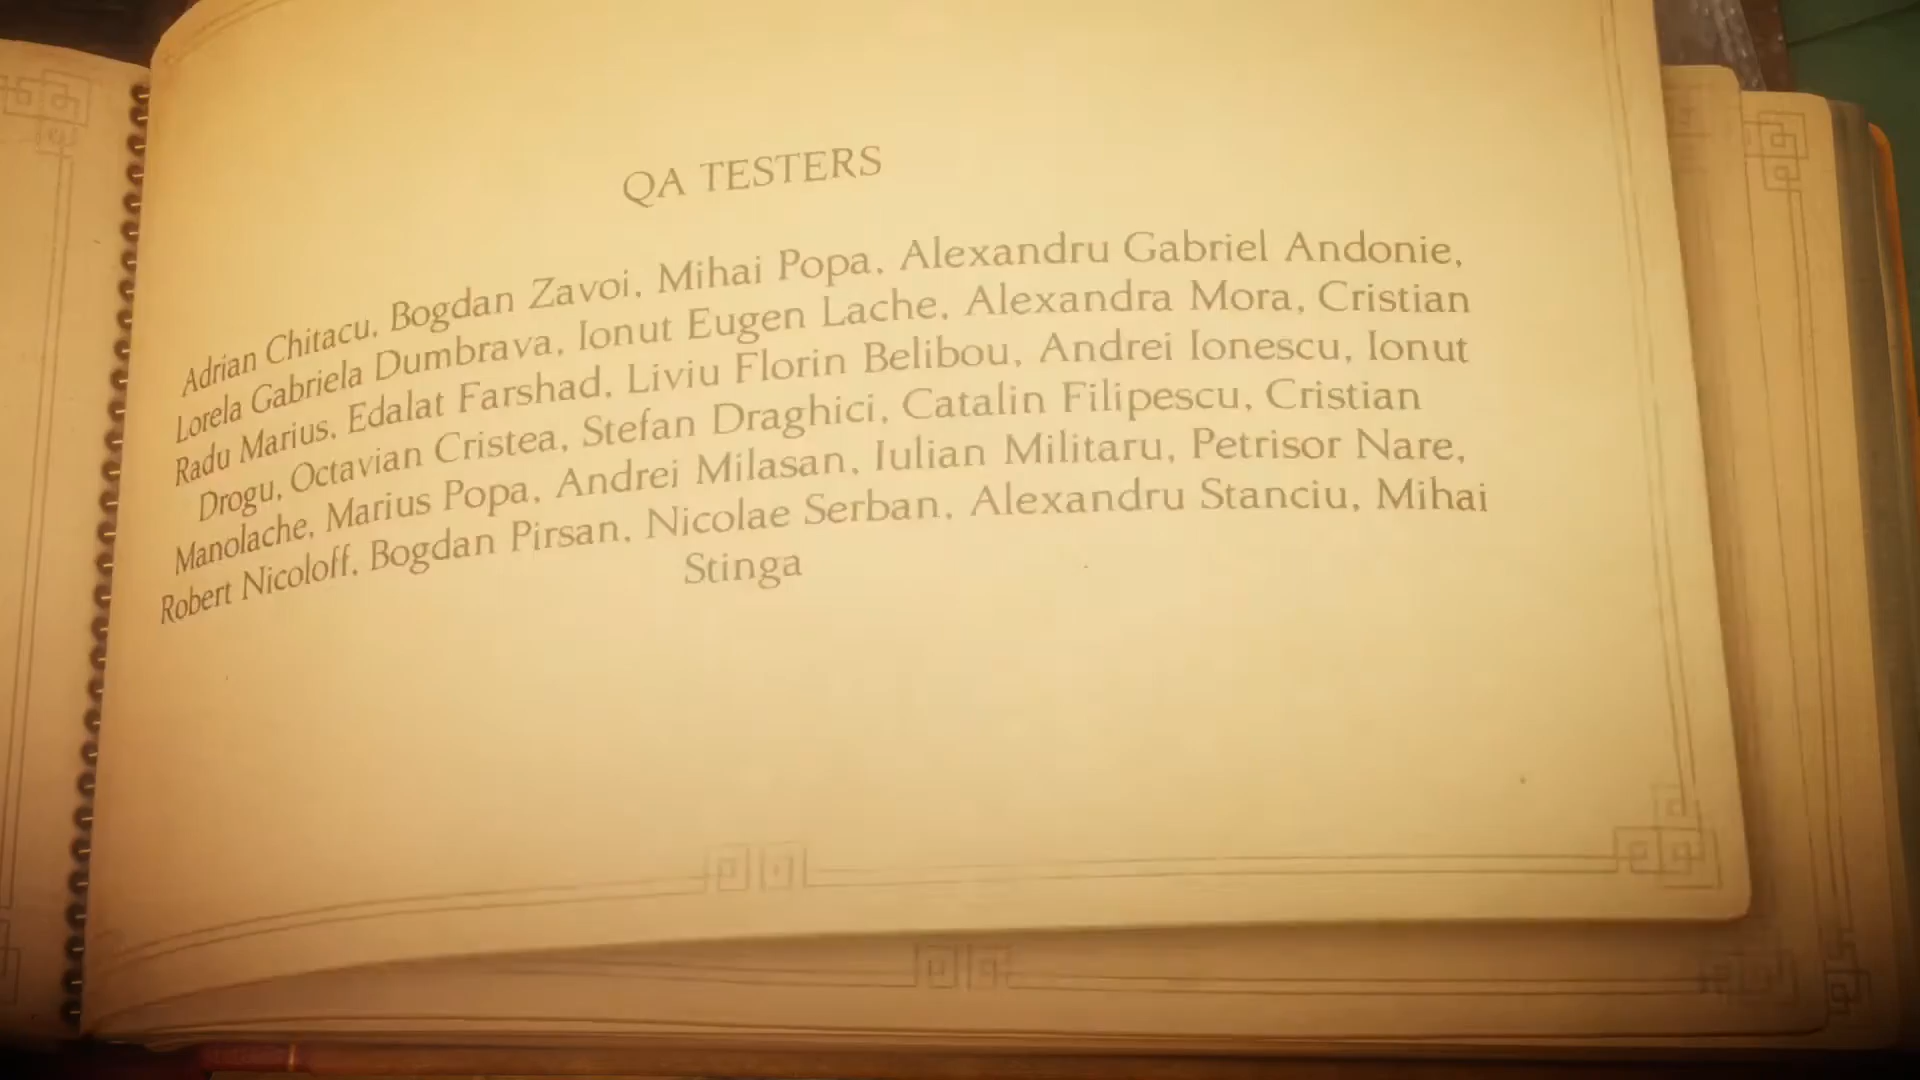 QA TESTERS
Adrian Chitacu, Bogdan Zavoi, Mihai Popa, Alexandru Gabriel Andonie,
Lorela Gabriela Dumbrava, Ionut Eugen Lache, Alexandra Mora, Cristian
Radu Marius, Edalat Farshad, Liviu Florin Belibou, Andrei Ionescu, Ionut
Drogu, Octavian Cristea, Stefan Draghici, Catalin Filipescu, Cristian
Manolache, Marius Popa, Andrei Milasan, Iulian Militaru, Petrisor Nare,
Robert Nicoloff, Bogdan Pirsan, Nicolae Serban, Alexandru Stanciu, Mihai
Stinga